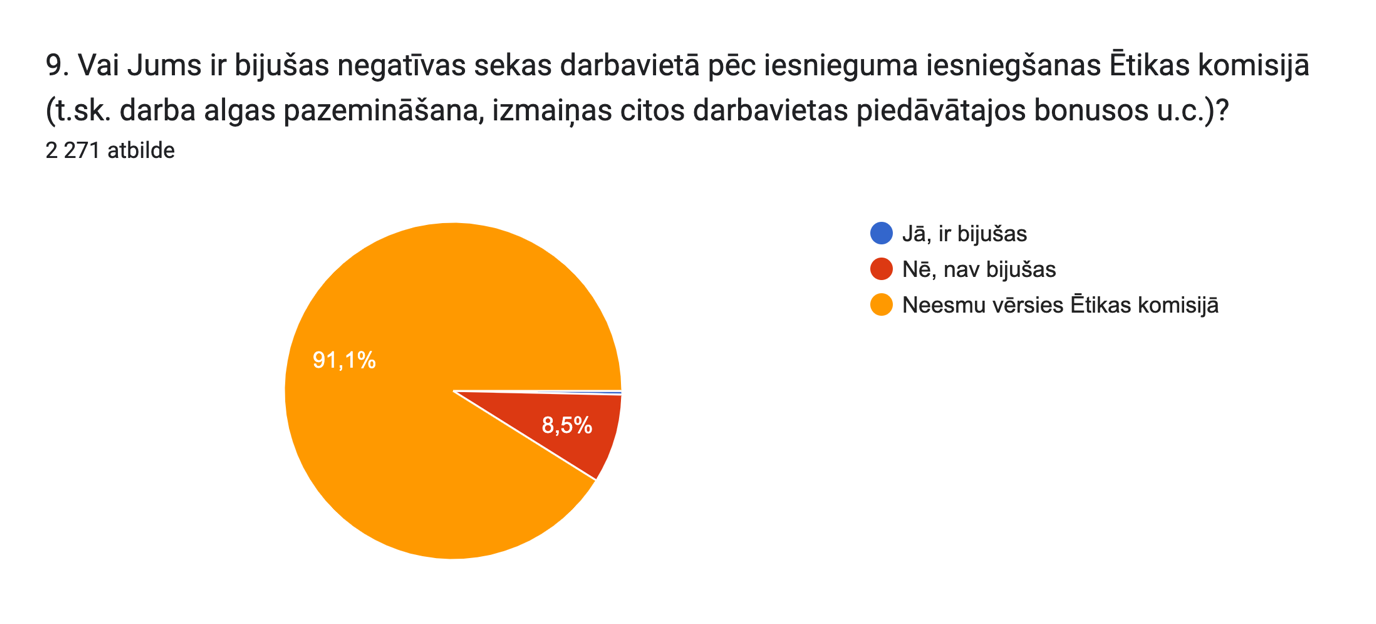 9. Vai Jums ir bijušas negatīvas sekas darbavietā pēc iesnieguma iesniegšanas Ētikas komisijā
(t.sk. darba algas pazemināšana, izmaiņas citos darbavietas piedāvātajos bonusos u.c.)?
2 271 atbilde
Jā, ir bijušas
Nē, nav bijušas
Neesmu vērsies Ētikas komisijā
91,1%
8,5%